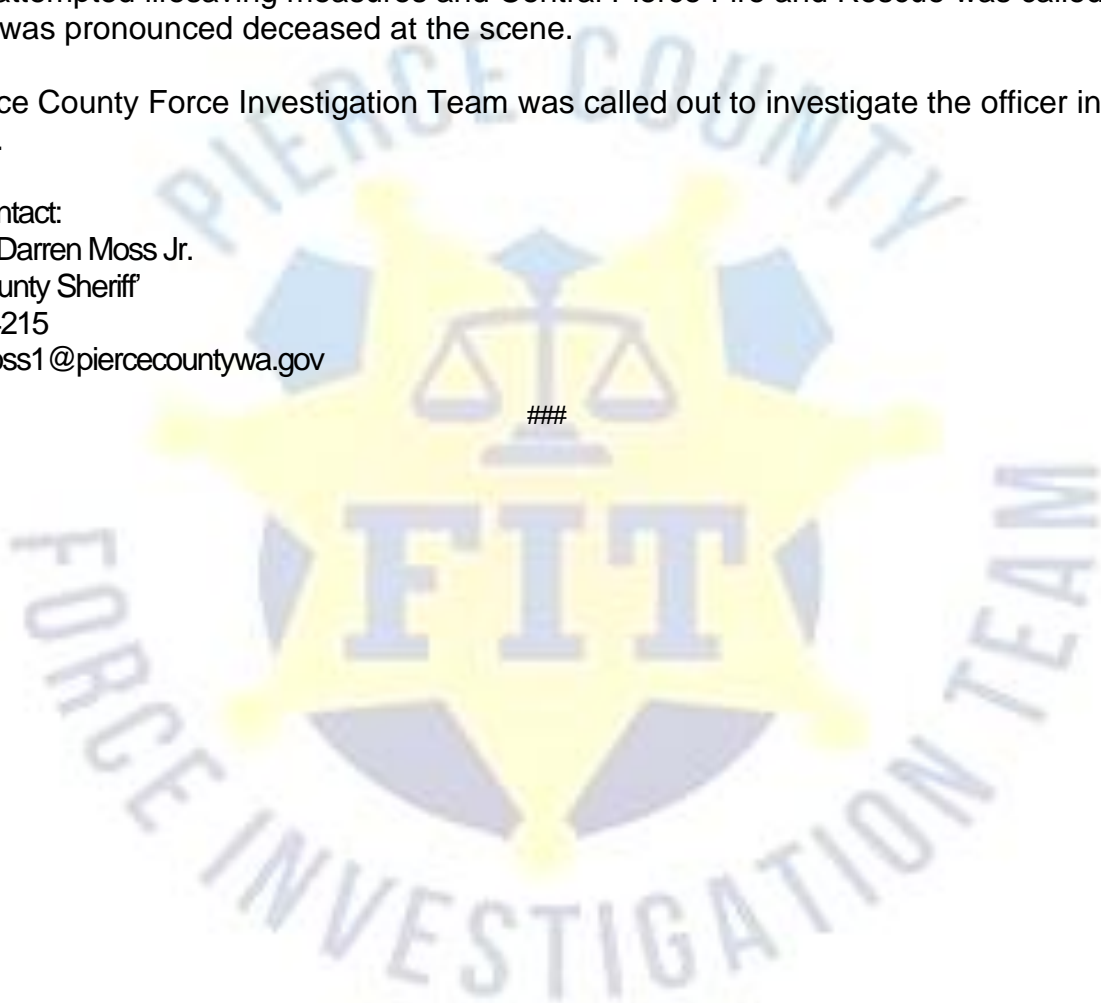 attempted lifesaving measures and Central Pierce Fire and Rescue was called
was pronounced deceased at the scene.
ce County Force Investigation Team was called out to investigate the officer in
.
ntact:
Darren Moss Jr.
unty Sheriff'
215
oss1@piercecountywa.gov
###
PIERCE COUNTY
FIT
FORCE INVESTIGATION TEAM